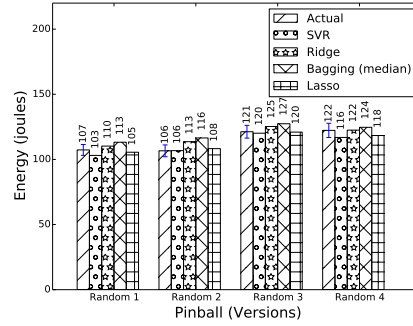 Energy (joules)
200
150
100
50
0
Actual
SVR
Ridge
Bagging (median)
Lasso
107
103
110
113
105
106
106
113
116
108
121
120
125
127
120
122
116
122
124
118
Random 1
Random 2
Random 3
Random 4
Pinball (Versions)